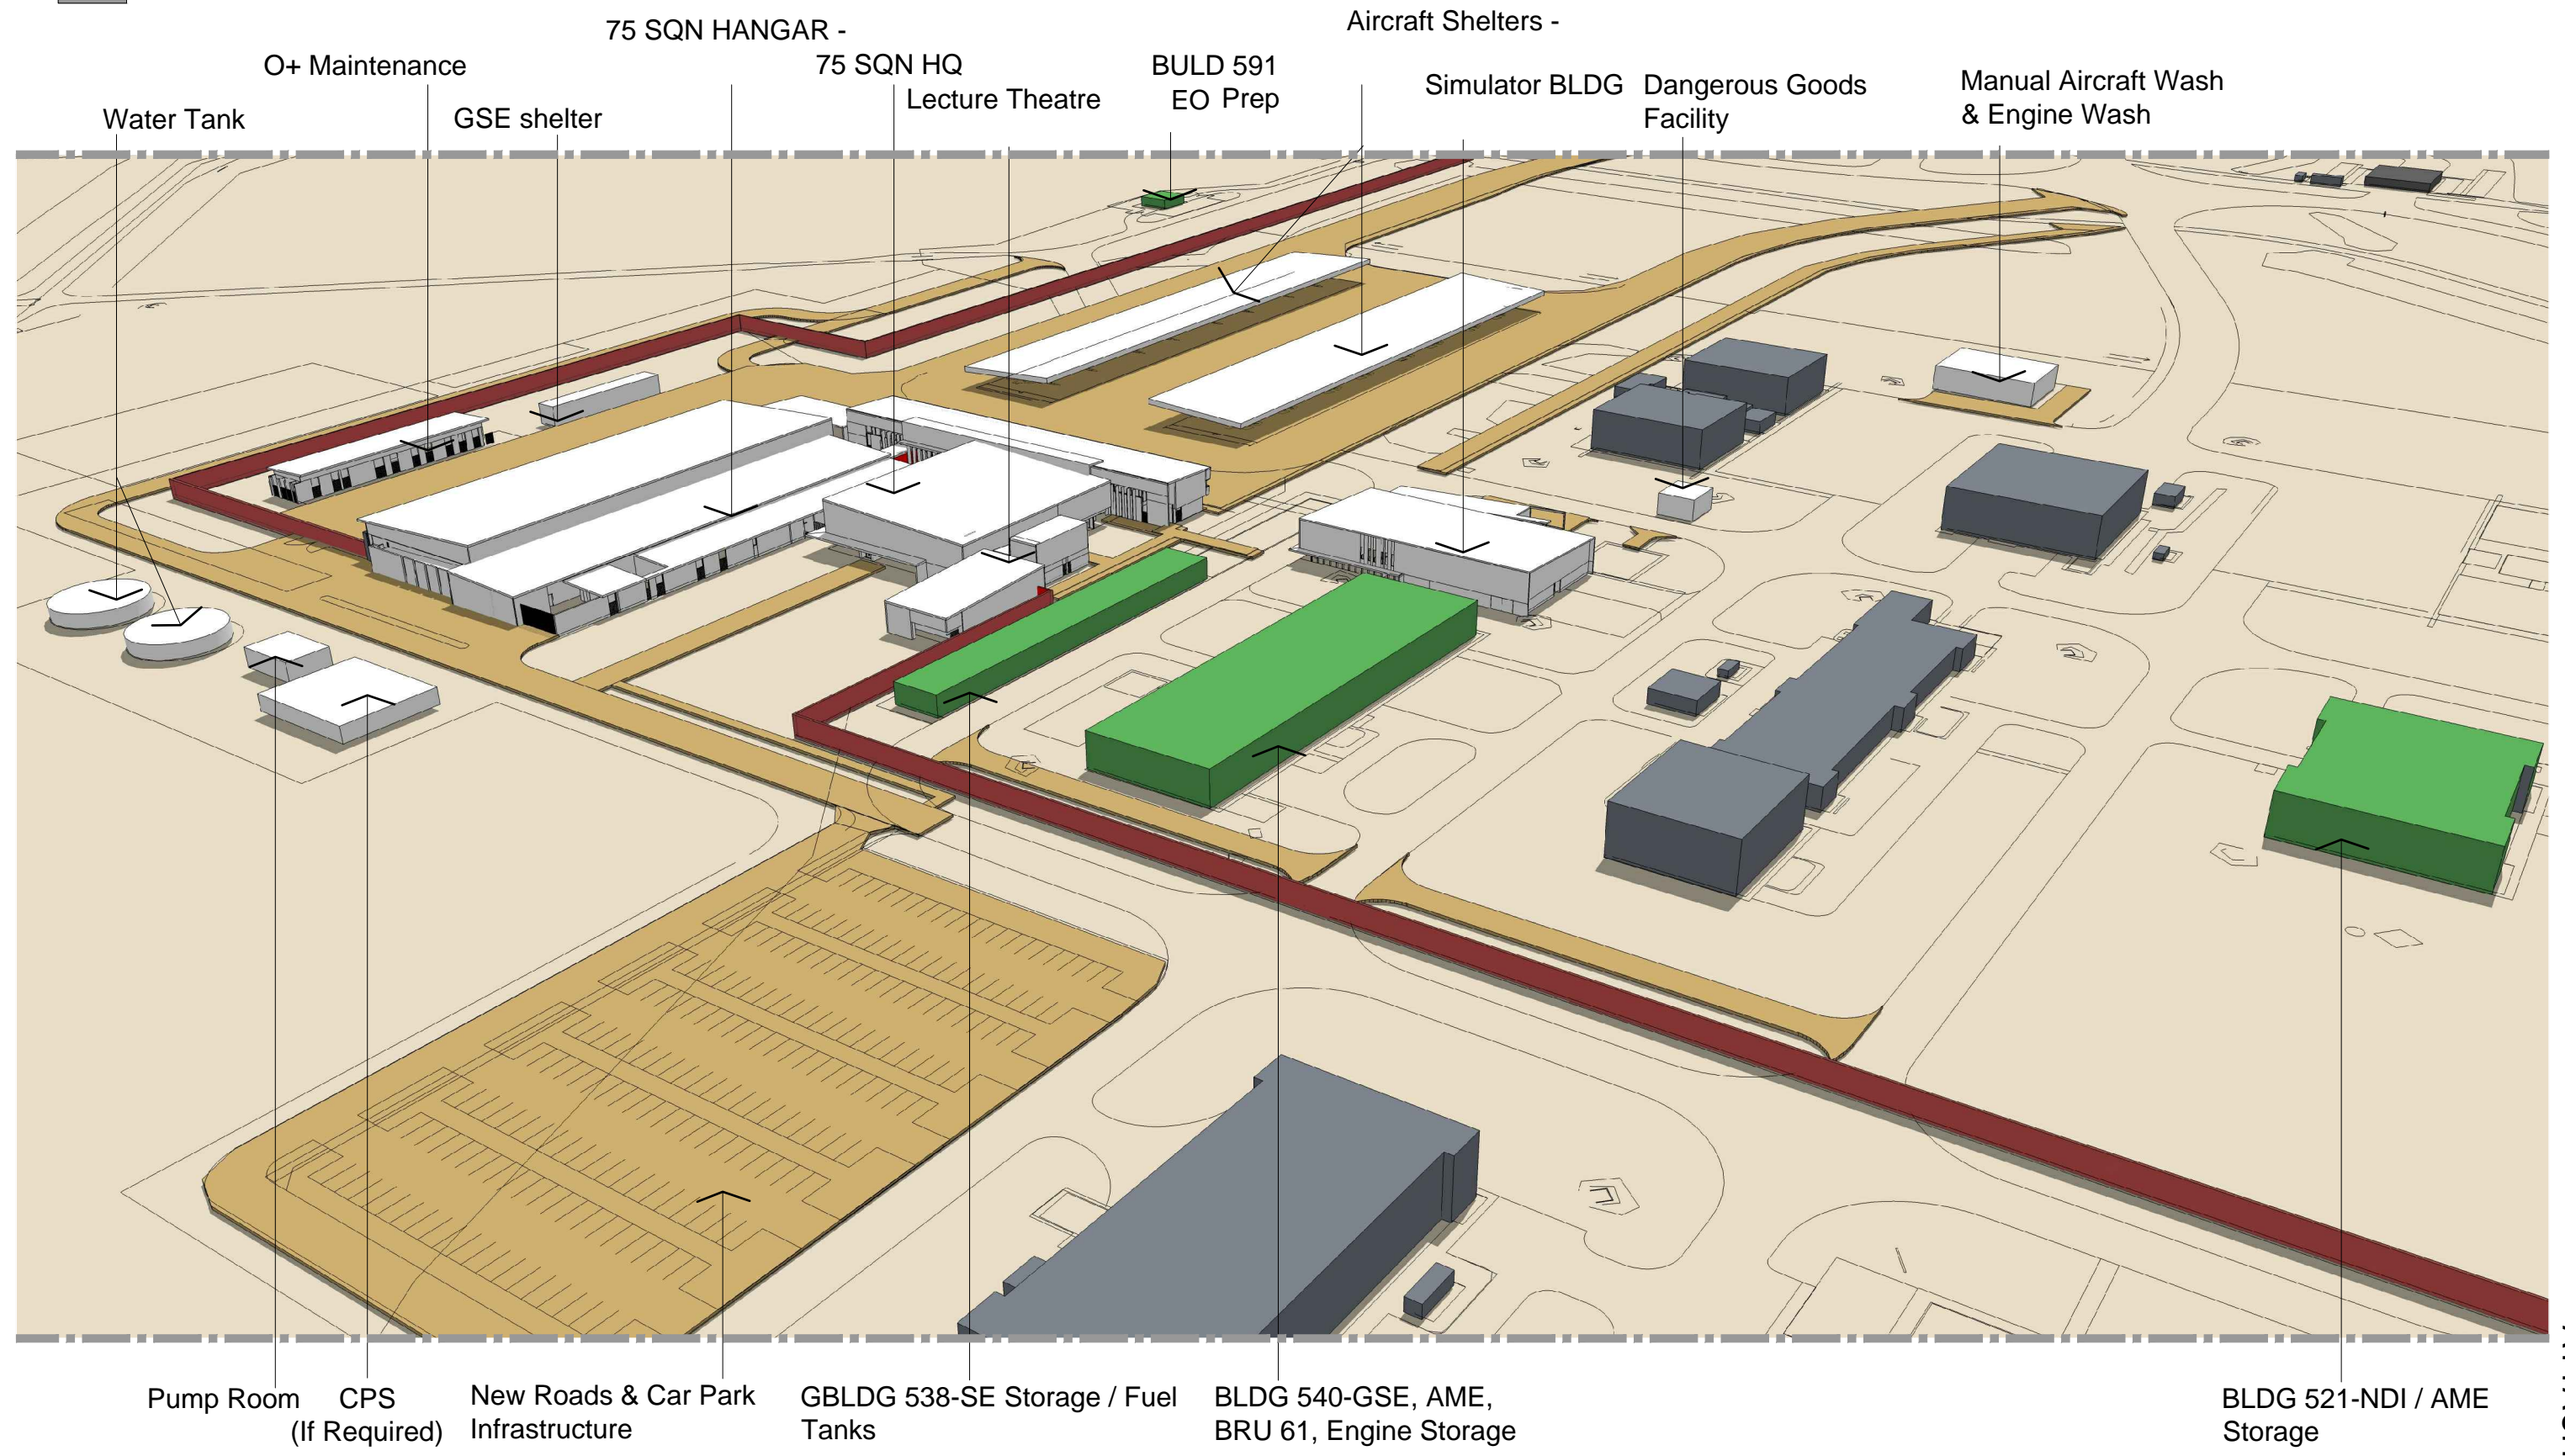 75 SQN HANGAR -
Aircraft Shelters -
O+ Maintenance
75 SQN HQ
BULD 591
EO Prep
Simulator BLDG
Dangerous Goods
Facility
Manual Aircraft Wash
& Engine Wash
Water Tank
GSE shelter
Lecture Theatre
Pump Room
CPS
(If Required)
New Roads & Car Park
Infrastructure
GBLDG 538-SE Storage / Fuel
Tanks
BLDG 540-GSE, AME,
BRU 61, Engine Storage
BLDG 521-NDI / AME
Storage